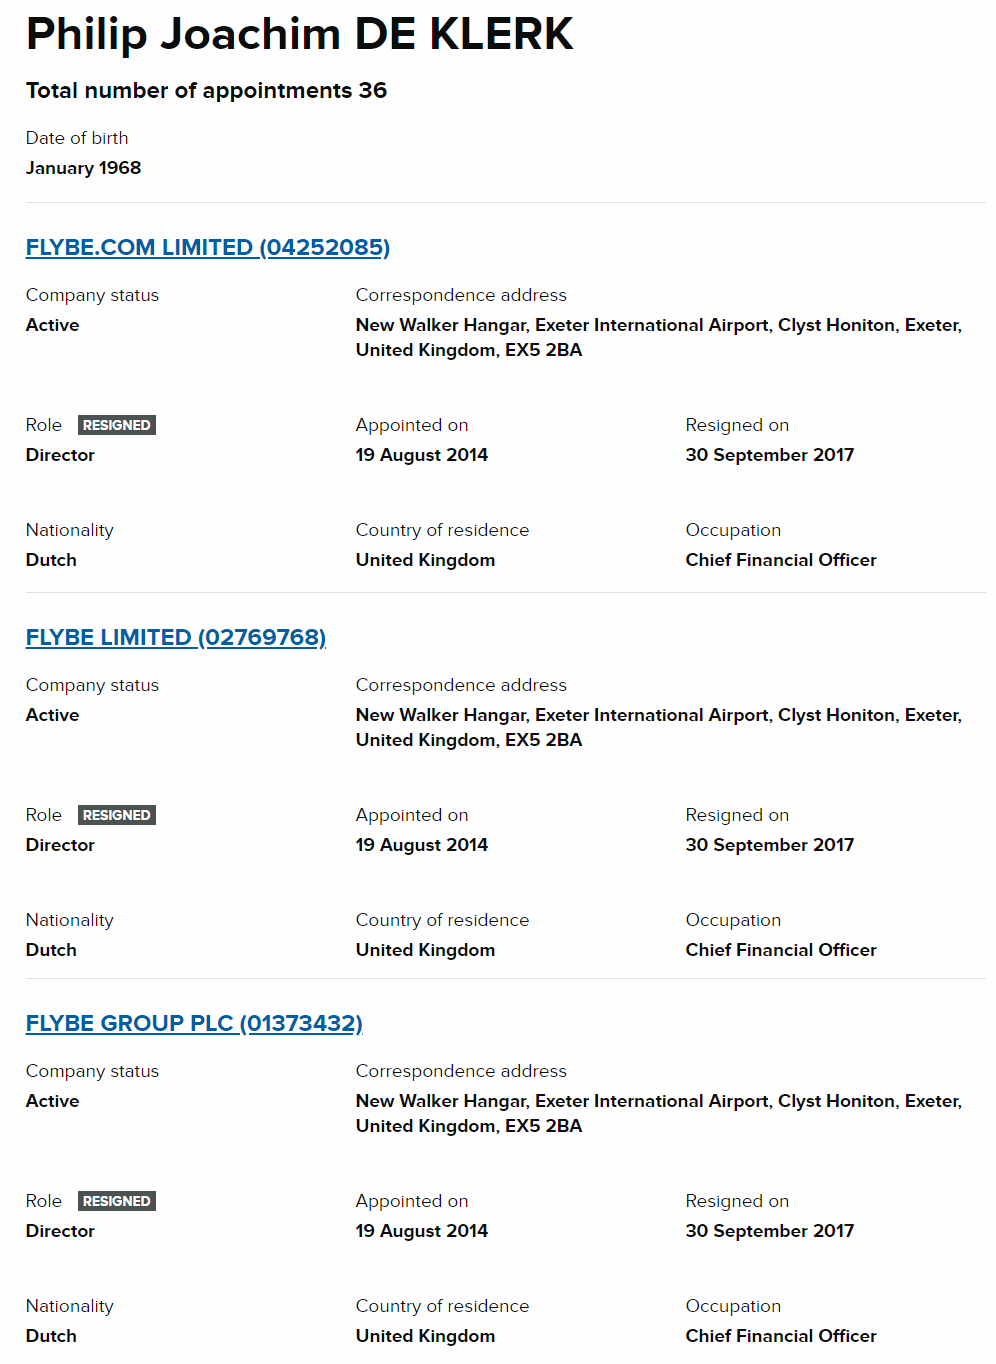 Philip Joachim DE KLERK
Total number of appointments 36
Date of birth
January 1968
FLYBE.COM LIMITED (04252085)
Company status
Active
Correspondence address
New Walker Hangar, Exeter International Airport, Clyst Honiton, Exeter,
United Kingdom, EX5 2BA
Role RESIGNED
Director
Appointed on
19 August 2014
Resigned on
30 September 2017
Nationality
Dutch
Country of residence
United Kingdom
Occupation
Chief Financial Officer
FLYBE LIMITED (02769768)
Company status
Active
Correspondence address
New Walker Hangar, Exeter International Airport, Clyst Honiton, Exeter,
United Kingdom, EX5 2BA
Role RESIGNED
Director
Appointed on
19 August 2014
Resigned on
30 September 2017
Nationality
Dutch
Country of residence
United Kingdom
Occupation
Chief Financial Officer
FLYBE GROUP PLC (01373432)
Company status
Active
Correspondence address
New Walker Hangar, Exeter International Airport, Clyst Honiton, Exeter,
United Kingdom, EX5 2BA
Role RESIGNED
Director
Appointed on
19 August 2014
Resigned on
30 September 2017
Nationality
Dutch
Country of residence
United Kingdom
Occupation
Chief Financial Officer